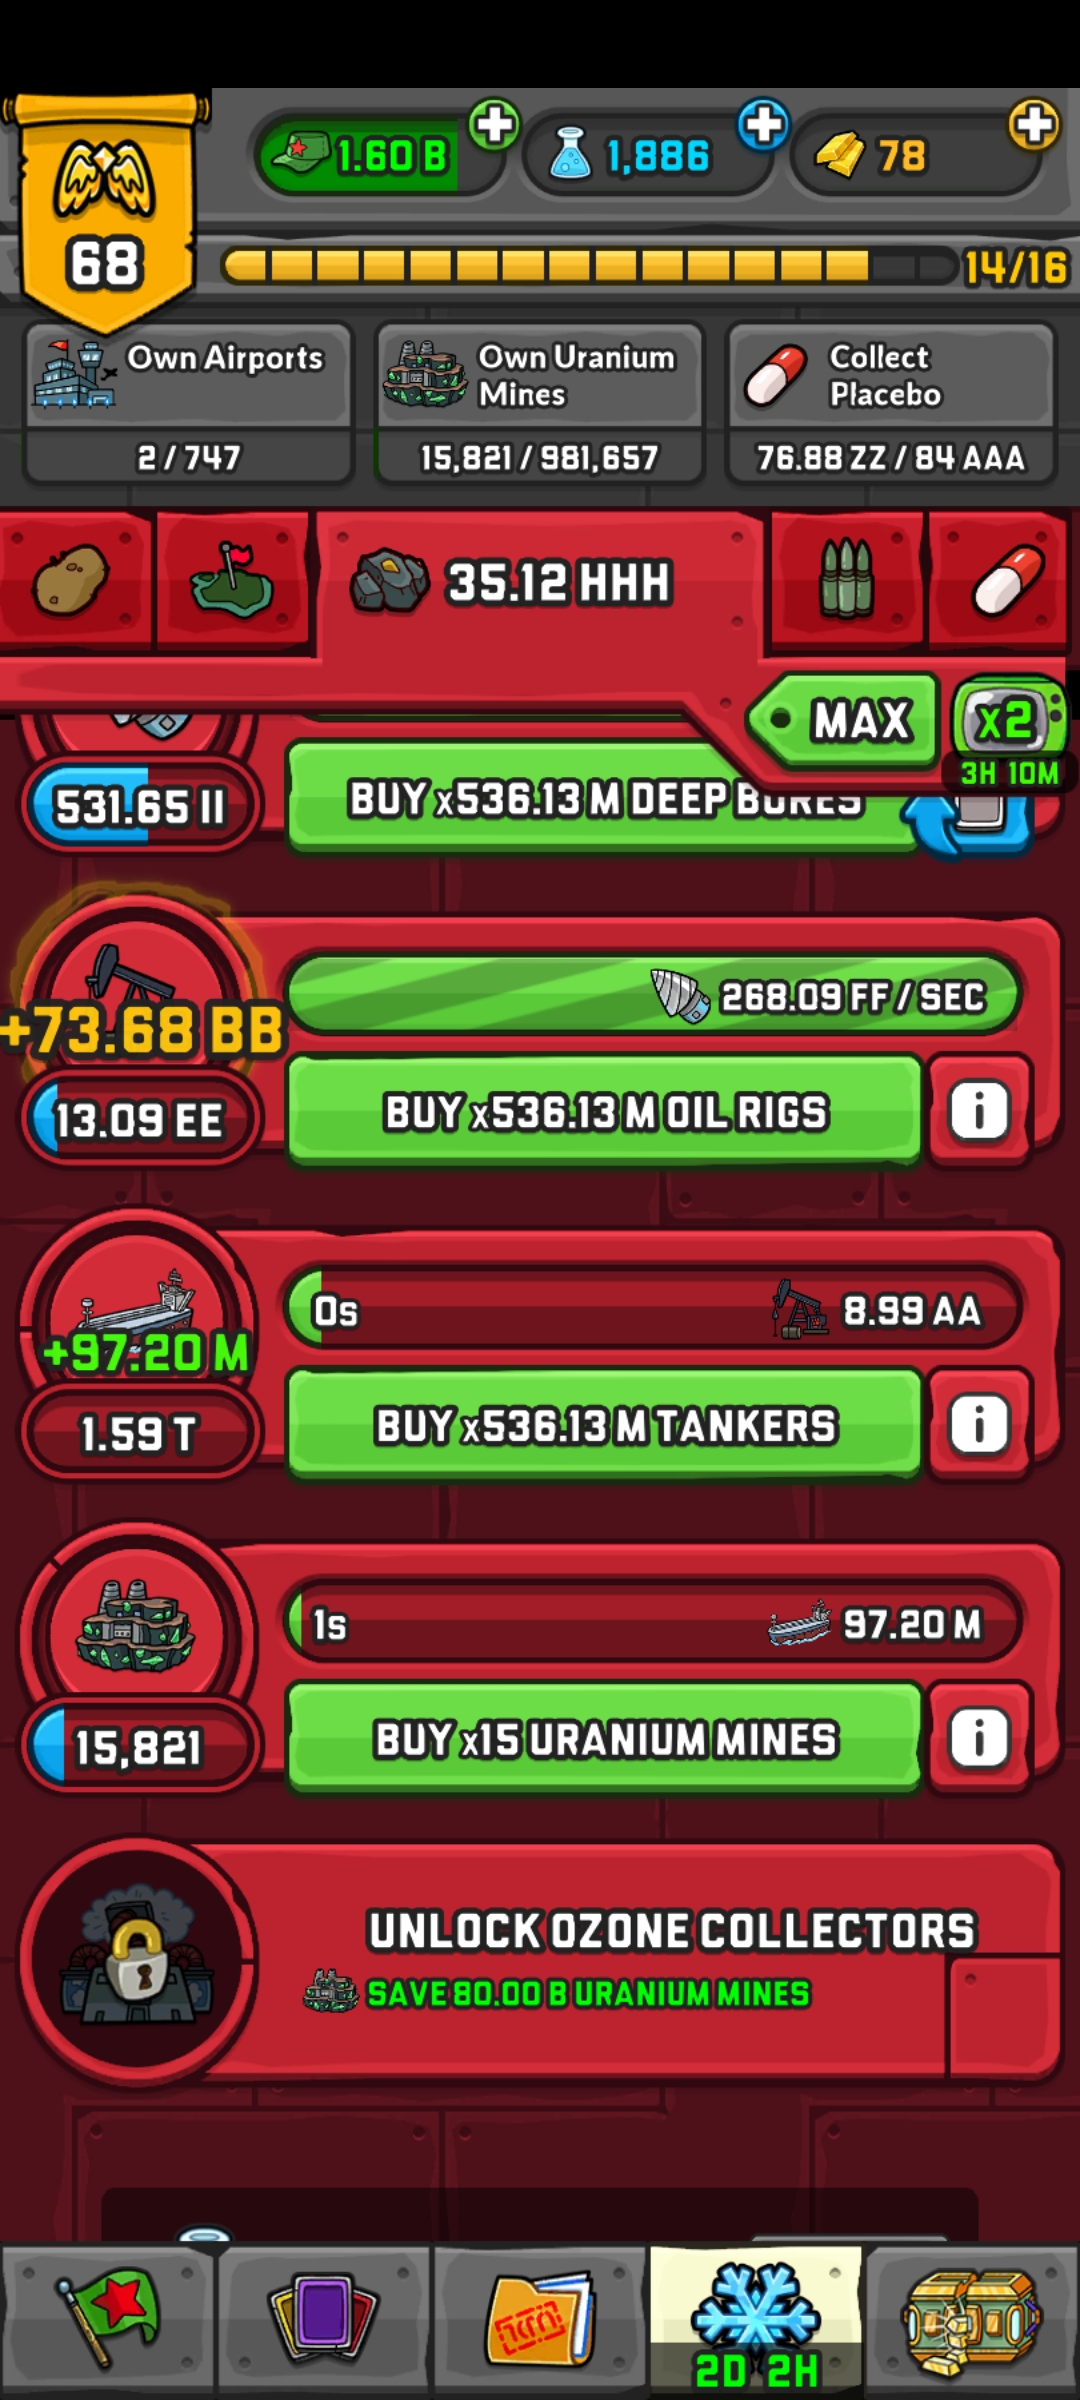 1.60 B
1,886
78
68
14/16
Own Airports
2 / 747
Own Uranium
Mines
15,821 / 981,657
Collect
Placebo
76.88 ZZ / 84 AAA
35.12 HHH
MAX
x2
3H 10M
531.65 II
BUY x536.13 M DEEP BORES
268.09 FF / SEC
+73.68 BB
13.09 EE
BUY x536.13 M OIL RIGS
0s
8.99 AA
+97.20 M
1.59 T
BUY x536.13 M TANKERS
1s
97.20 M
15,821
BUY x15 URANIUM MINES
UNLOCK OZONE COLLECTORS
SAVE 80.00 B URANIUM MINES
2D 2H